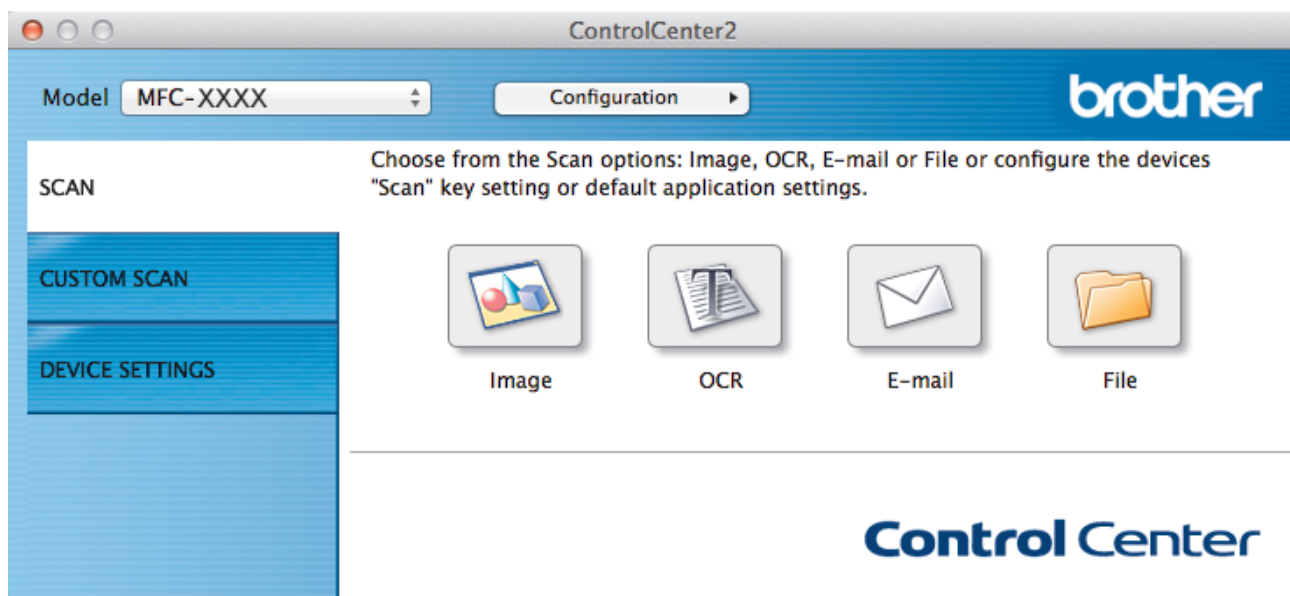 ControlCenter2
Model MFC-XXXX Configuration brother
SCAN
Choose from the Scan options: Image, OCR, E-mail or File or configure the devices
"Scan" key setting or default application settings.
CUSTOM SCAN
DEVICE SETTINGS
Image OCR E-mail File
Control Center